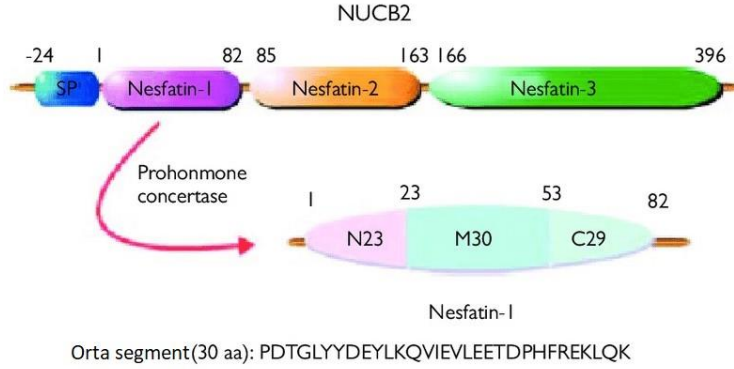 NUCB2
-24 1 82 85 163 166 396
SP Nesfatin-1 Nesfatin-2 Nesfatin-3
Prohonmone
concertase
1 23 53 82
N23 M30 C29
Nesfatin-1
Orta segment(30 aa): PDTGLYYDEYLKQVIEVLEETDPHFREKLQK